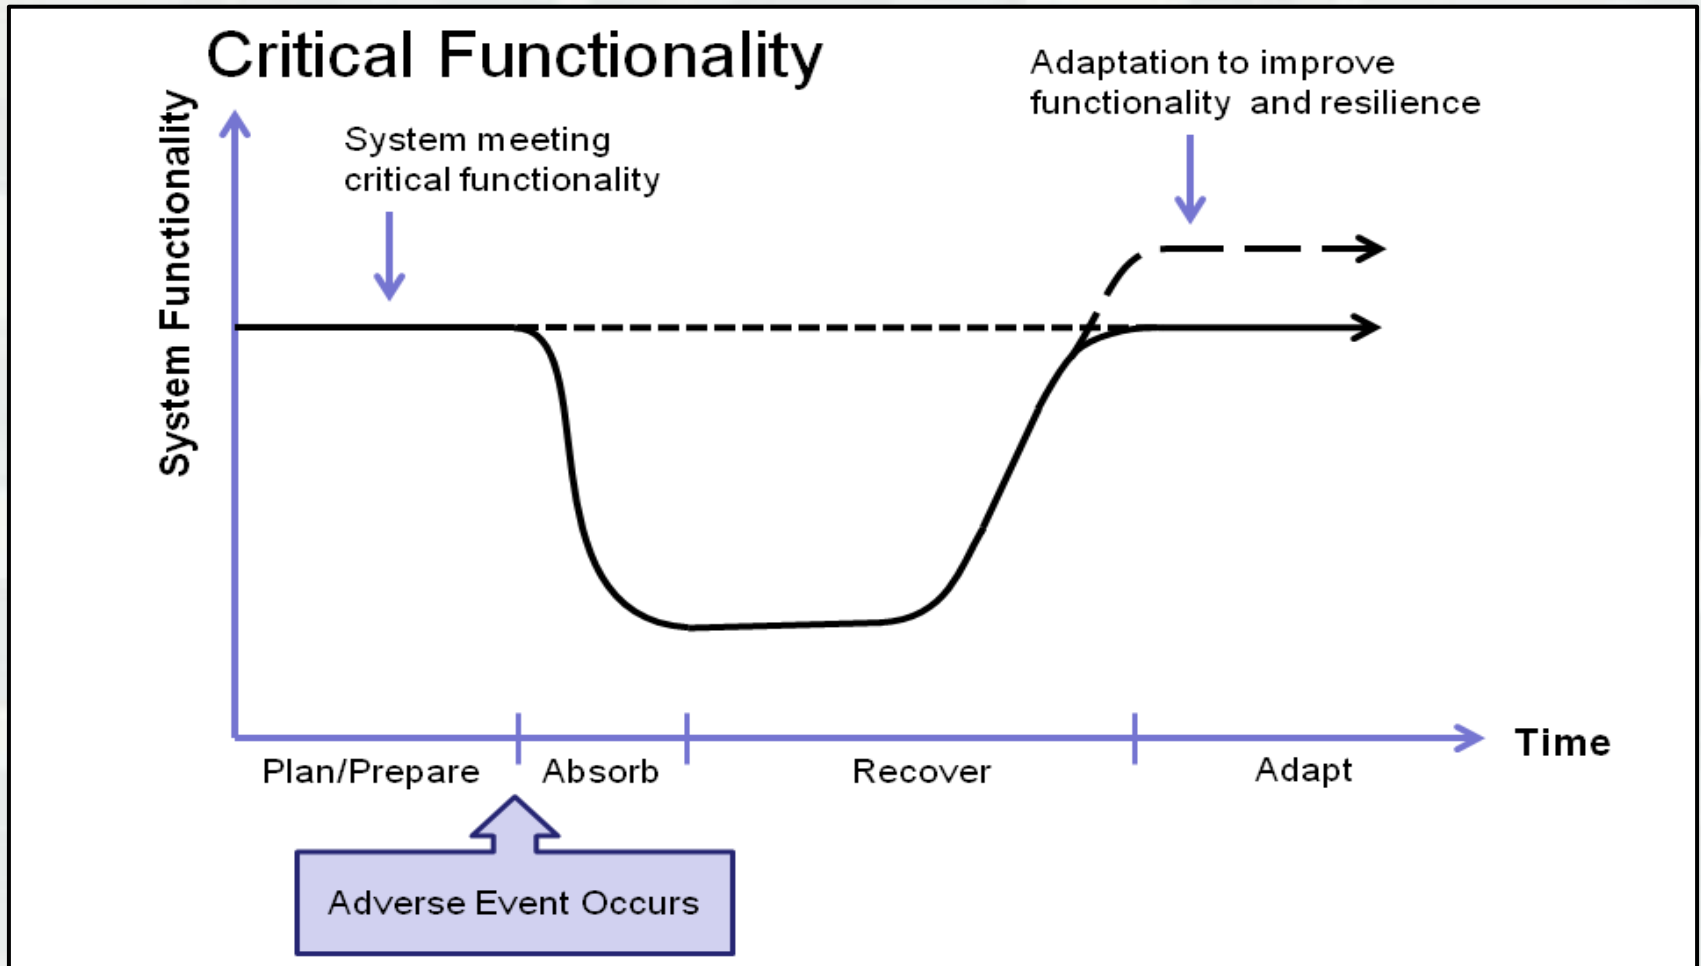 Critical Functionality
System Functionality
System meeting
critical functionality
Adaptation to improve
functionality and resilience
Time
Plan/Prepare
Absorb
Recover
Adapt
Adverse Event Occurs